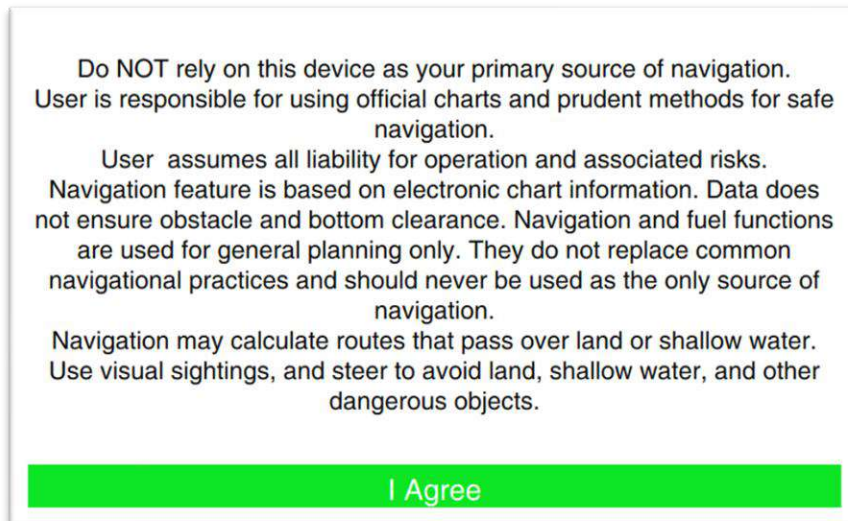 Do NOT rely on this device as your primary source of navigation.
User is responsible for using official charts and prudent methods for safe
navigation.
User  assumes all liability for operation and associated risks.
Navigation feature is based on electronic chart information. Data does
not ensure obstacle and bottom clearance. Navigation and fuel functions
are used for general planning only. They do not replace common
navigational practices and should never be used as the only source of
navigation.
Navigation may calculate routes that pass over land or shallow water.
Use visual sightings, and steer to avoid land, shallow water, and other
dangerous objects.
I Agree